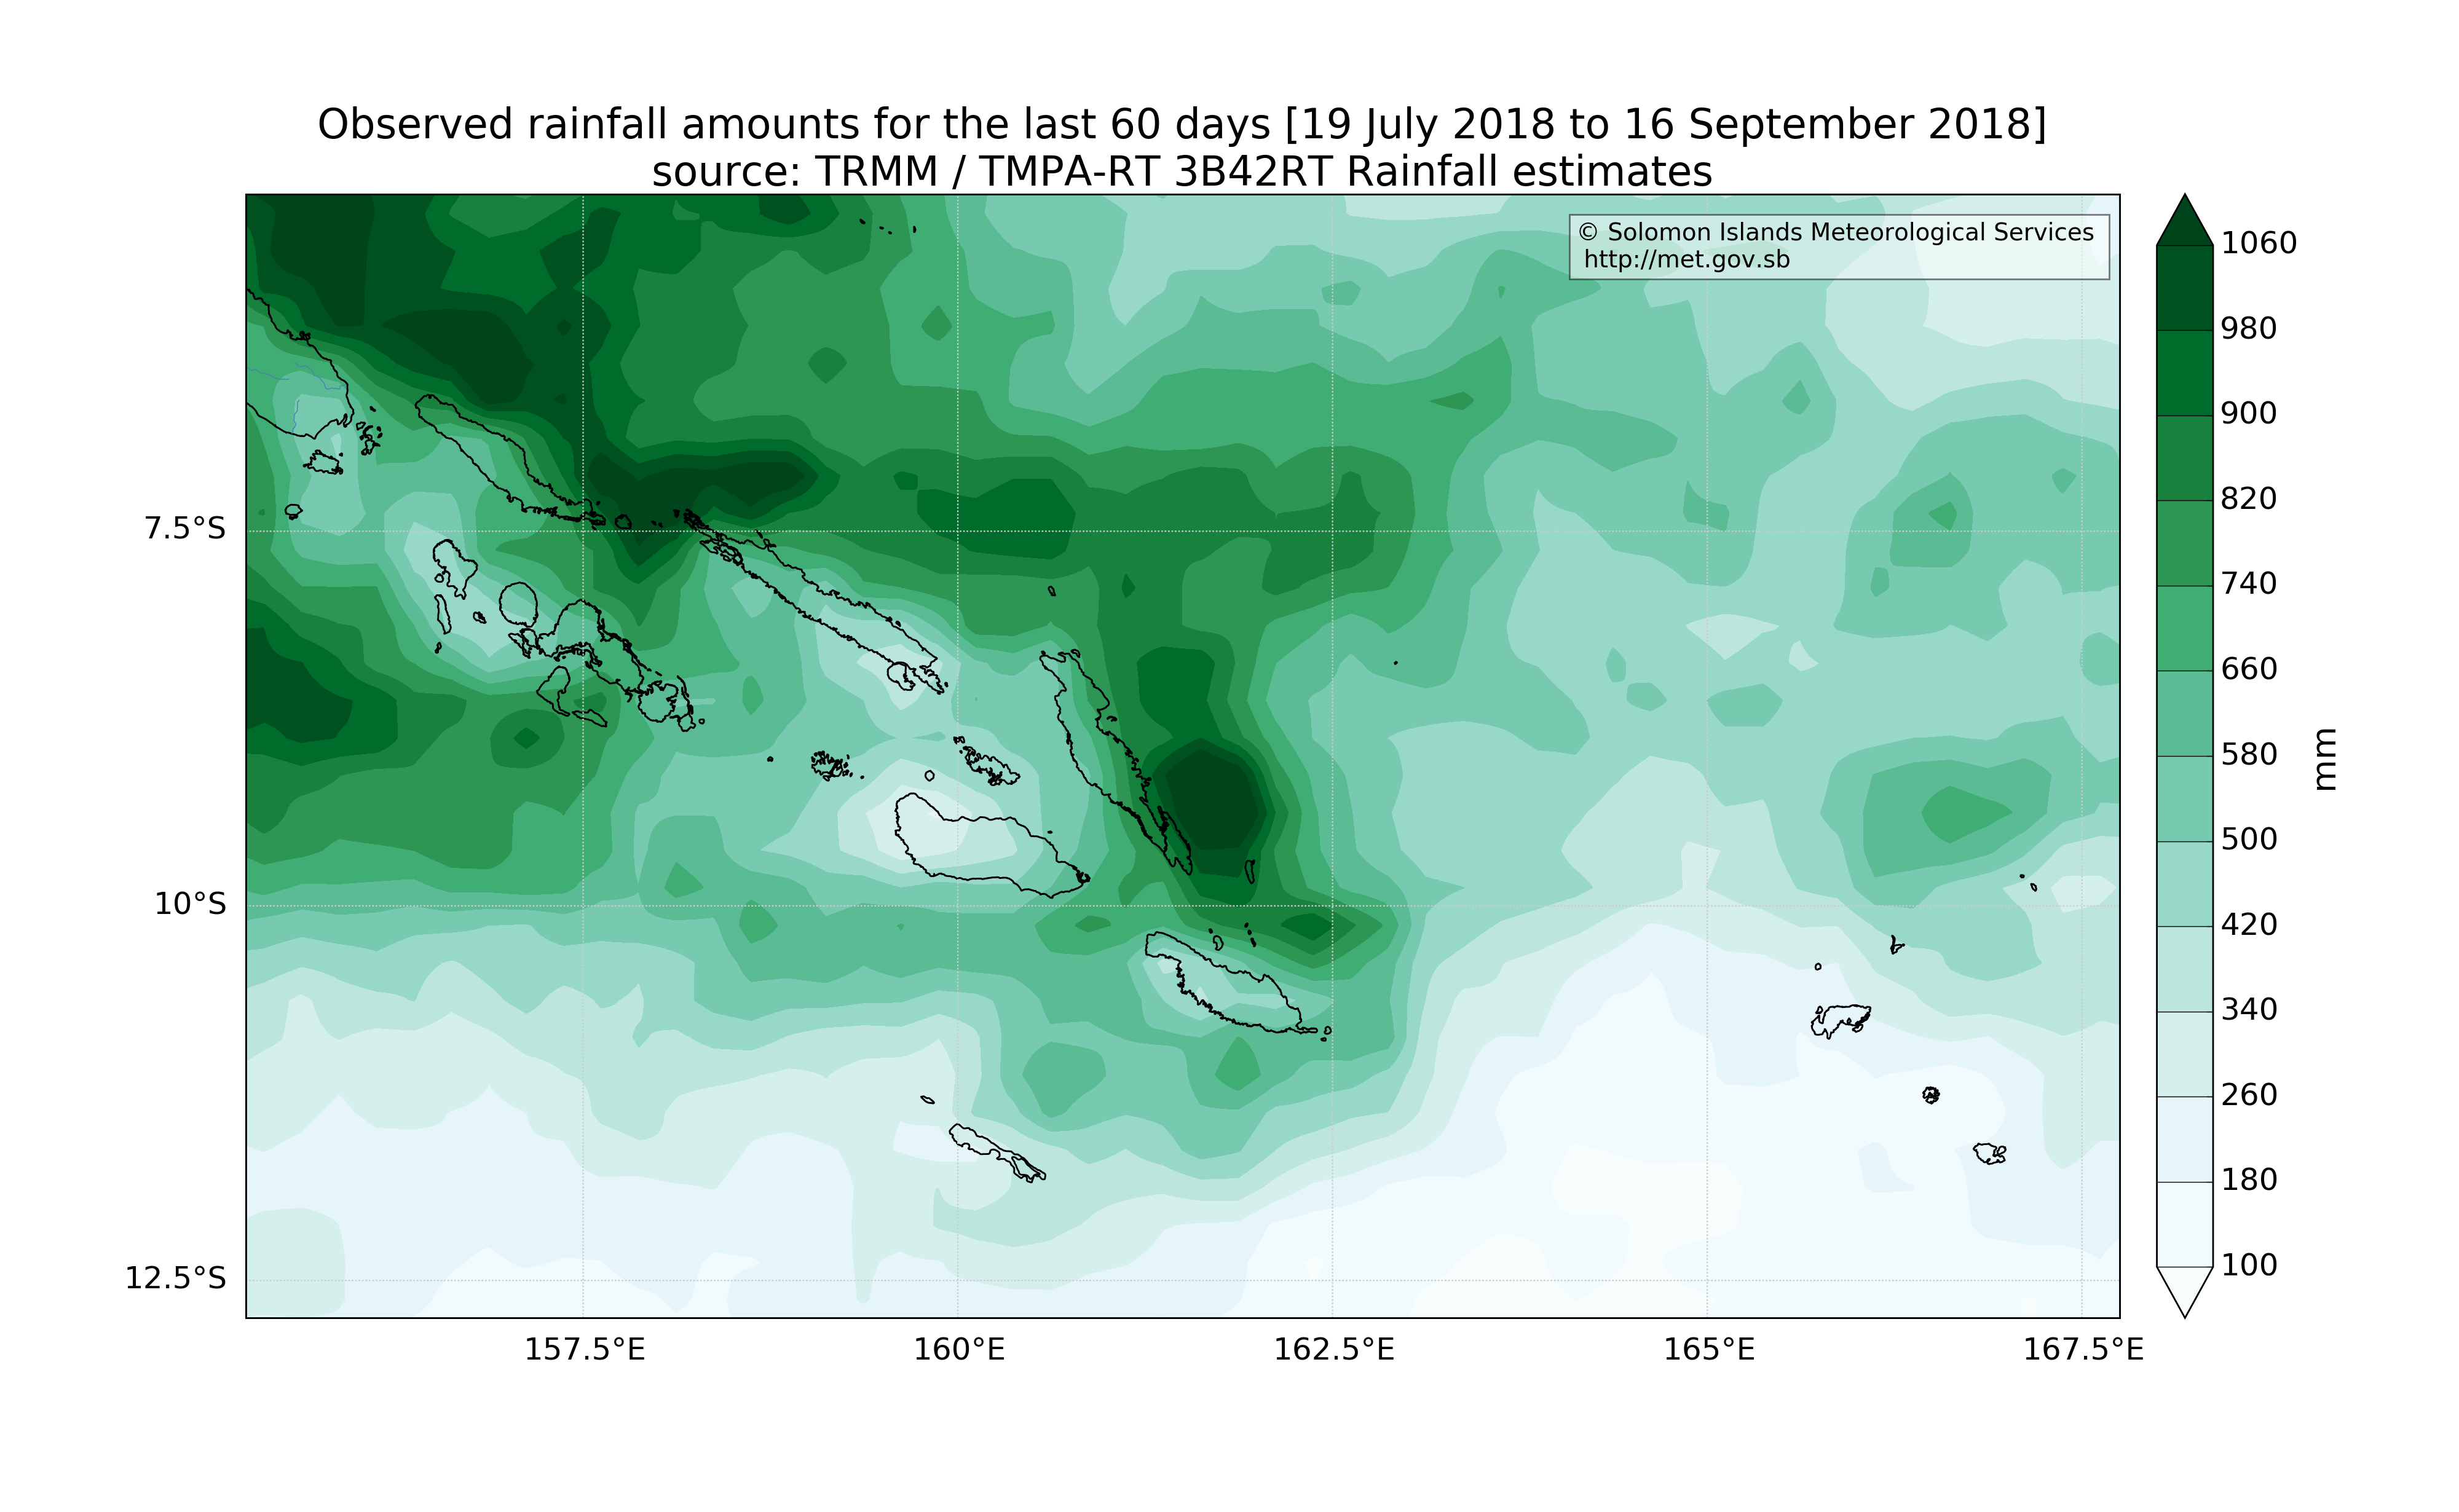 Observed rainfall amounts for the last 60 days [19 July 2018 to 16 September 2018]
source: TRMM / TMPA-RT 3B42RT Rainfall estimates
© Solomon Islands Meteorological Services
http://met.gov.sb
7.5°S
10°S
12.5°S
157.5°E
160°E
162.5°E
165°E
167.5°E
1060
980
900
820
740
660
580
500
420
340
260
180
100
mm